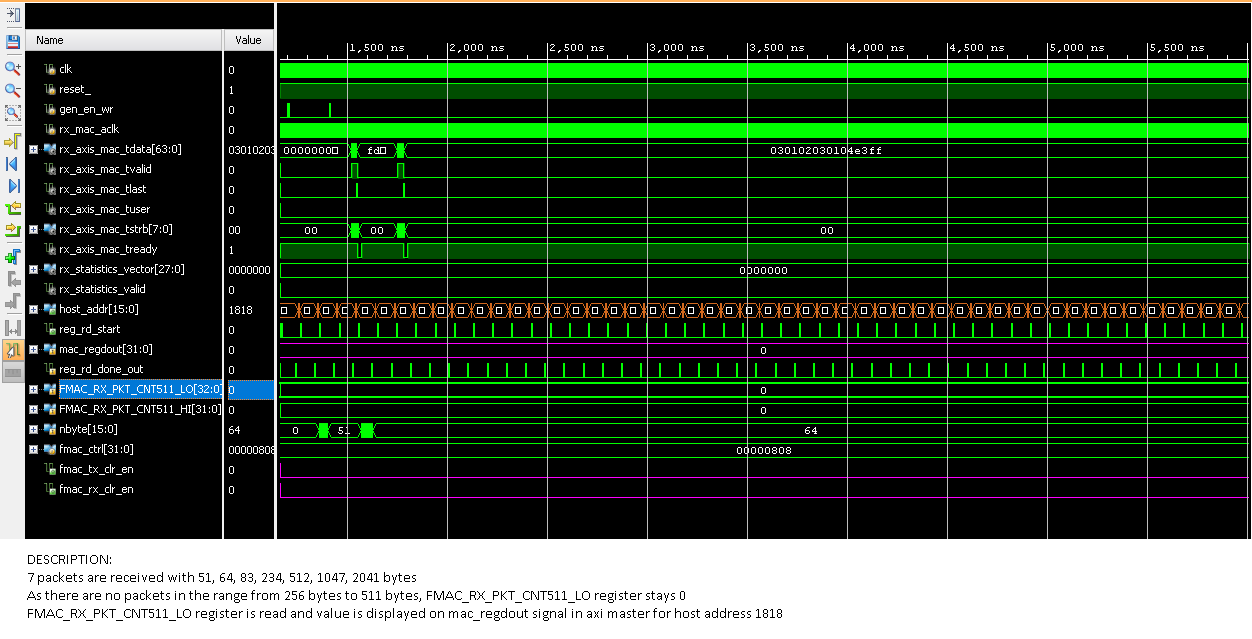 Name Value
1,500 ns 2,000 ns 2,500 ns 3,000 ns 3,500 ns 4,000 ns 4,500 ns 5,000 ns 5,500 ns
clk 0
reset_ 1
gen_en_wr 0
rx_mac_aclk 0
rx_axis_mac_tdata[63:0] 03010203 0000000 fd 030102030104e3ff
rx_axis_mac_tvalid 0
rx_axis_mac_tlast 0
rx_axis_mac_tuser 0
rx_axis_mac_tstrb[7:0] 00 00 00 00
rx_axis_mac_tready 1
rx_statistics_vector[27:0] 0000000 0000000
rx_statistics_valid 0
host_addr[15:0] 1818
reg_rd_start 0
mac_regdout[31:0] 0 0
reg_rd_done_out 0
FMAC_RX_PKT_CNT511_LO[32:0] 0 0
FMAC_RX_PKT_CNT511_HI[31:0] 0 0
nbyte[15:0] 64 0 51 64
fmac_ctrl[31:0] 00000808 00000808
fmac_tx_clr_en 0
fmac_rx_clr_en 0
DESCRIPTION:
7 packets are received with 51, 64, 83, 234, 512, 1047, 2041 bytes
As there are no packets in the range from 256 bytes to 511 bytes, FMAC_RX_PKT_CNT511_LO register stays 0
FMAC_RX_PKT_CNT511_LO register is read and value is displayed on mac_regdout signal in axi master for host address 1818